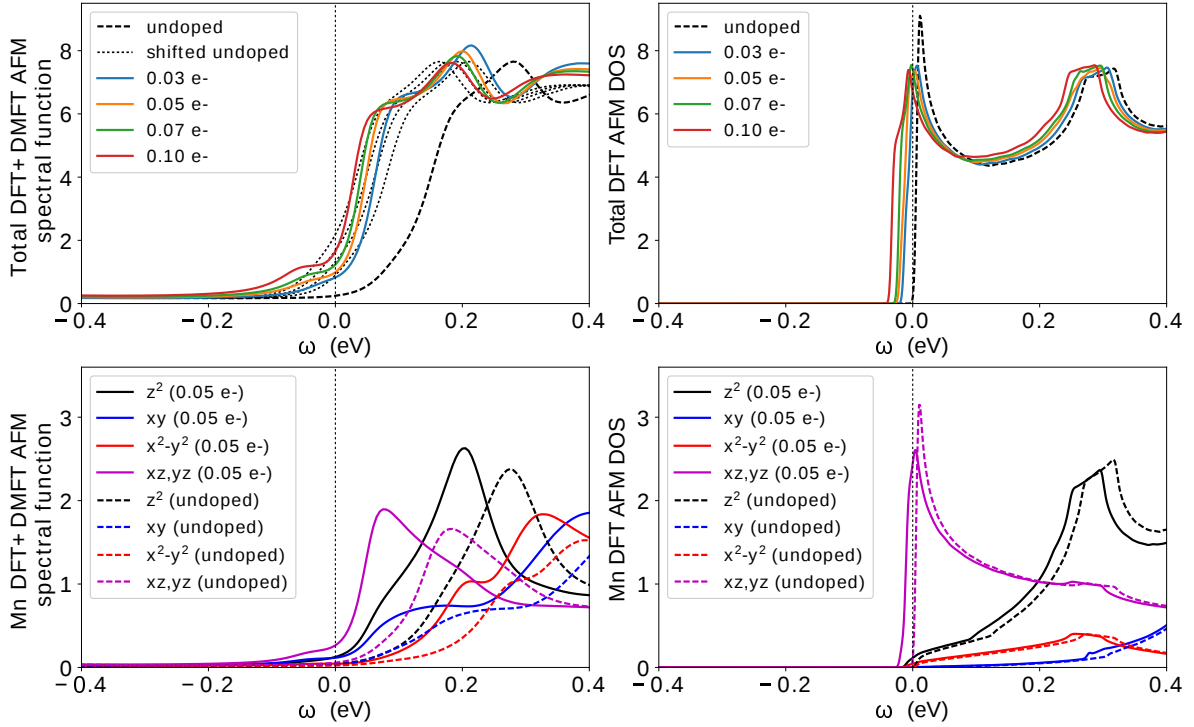 Total DFT+ DMFT AFM
spectral function
8
6
4
2
0
undoped
shifted undoped
0.03 e-
0.05 e-
0.07 e-
0.10 e-
−0.4
−0.2
0.0
0.2
0.4
ω (eV)
Total DFT AFM DOS
8
6
4
2
0
undoped
0.03 e-
0.05 e-
0.07 e-
0.10 e-
−0.4
−0.2
0.0
0.2
0.4
ω (eV)
Mn DFT+ DMFT AFM
spectral function
3
2
1
0
z² (0.05 e-)
xy (0.05 e-)
x²-y² (0.05 e-)
xz,yz (0.05 e-)
z² (undoped)
xy (undoped)
x²-y² (undoped)
xz,yz (undoped)
−0.4
−0.2
0.0
0.2
0.4
ω (eV)
Mn DFT AFM DOS
3
2
1
0
z² (0.05 e-)
xy (0.05 e-)
x²-y² (0.05 e-)
xz,yz (0.05 e-)
z² (undoped)
xy (undoped)
x²-y² (undoped)
xz,yz (undoped)
−0.4
−0.2
0.0
0.2
0.4
ω (eV)